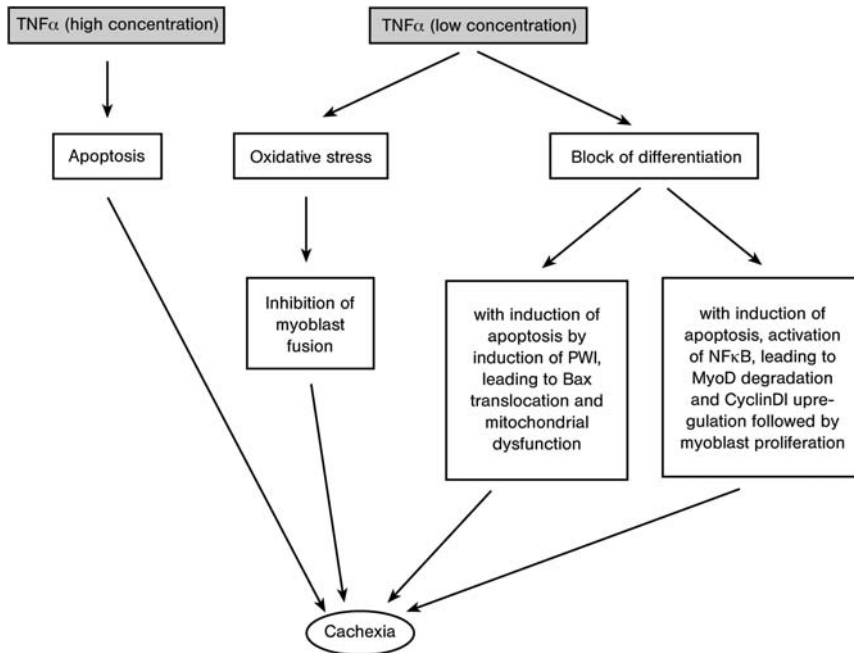 TNFα (high concentration)
TNFα (low concentration)
Apoptosis
Oxidative stress
Block of differentiation
Inhibition of
myoblast
fusion
with induction of
apoptosis by
induction of PWI,
leading to Bax
translocation and
mitochondrial
dysfunction
with induction of
apoptosis, activation
of NFκB, leading to
MyoD degradation
and CyclinDI upre-
gulation followed by
myoblast proliferation
Cachexia